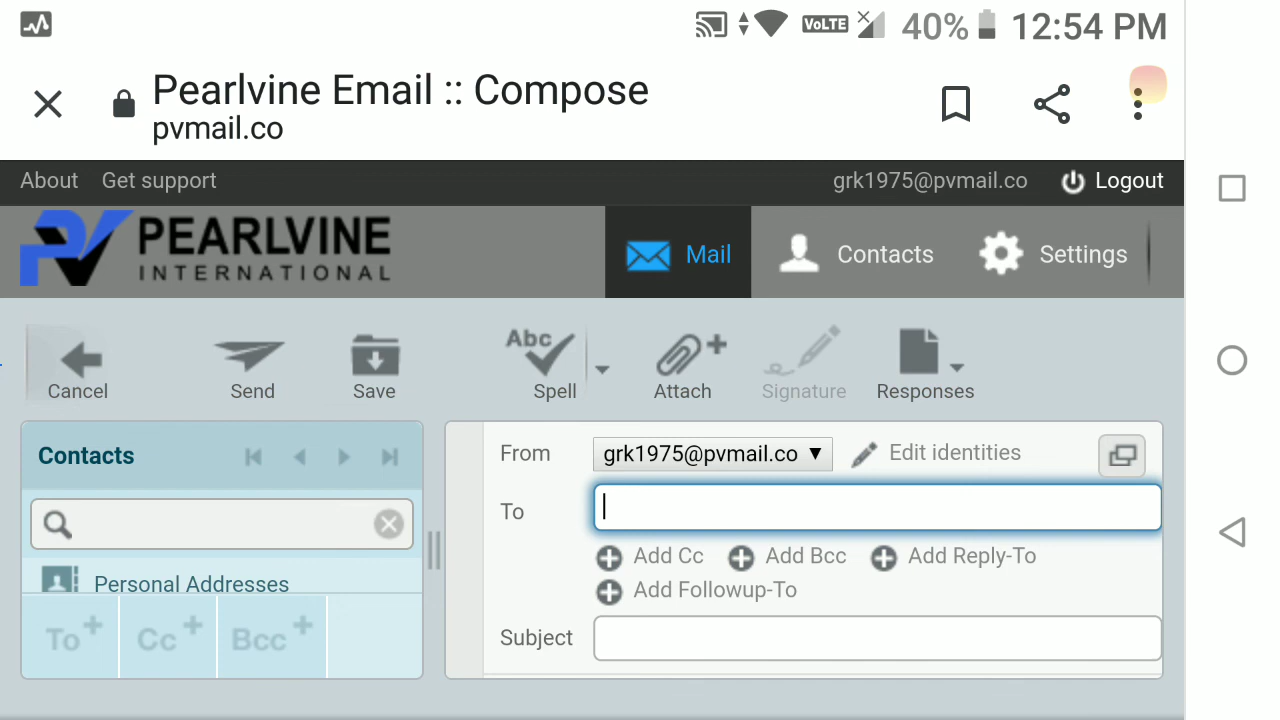 VoLTE 40% 12:54 PM
Pearlvine Email :: Compose
pvmail.co
About Get support grk1975@pvmail.co Logout
PEARLVINE
INTERNATIONAL
Mail Contacts Settings
Abc
Cancel Send Save Spell Attach Signature Responses
Contacts
From grk1975@pvmail.co Edit identities
To
Add Cc Add Bcc Add Reply-To
Add Followup-To
Personal Addresses
To Cc Bcc
Subject